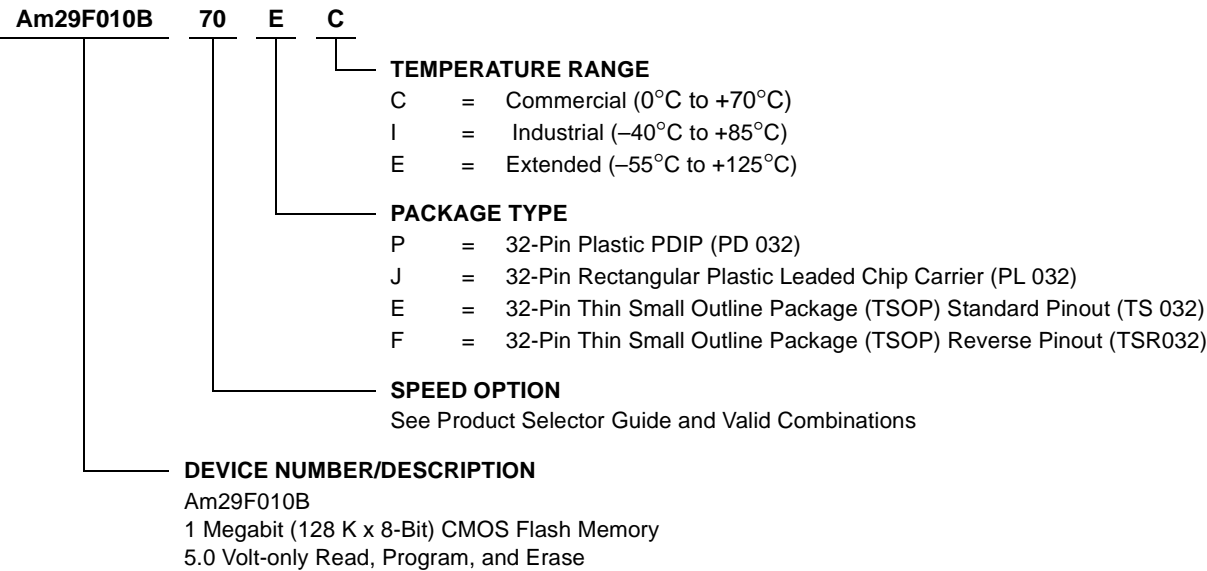 Am29F010B 70 E C
TEMPERATURE RANGE
C = Commercial (0°C to +70°C)
I = Industrial (–40°C to +85°C)
E = Extended (–55°C to +125°C)
PACKAGE TYPE
P = 32-Pin Plastic PDIP (PD 032)
J = 32-Pin Rectangular Plastic Leaded Chip Carrier (PL 032)
E = 32-Pin Thin Small Outline Package (TSOP) Standard Pinout (TS 032)
F = 32-Pin Thin Small Outline Package (TSOP) Reverse Pinout (TSR032)
SPEED OPTION
See Product Selector Guide and Valid Combinations
DEVICE NUMBER/DESCRIPTION
Am29F010B
1 Megabit (128 K x 8-Bit) CMOS Flash Memory
5.0 Volt-only Read, Program, and Erase